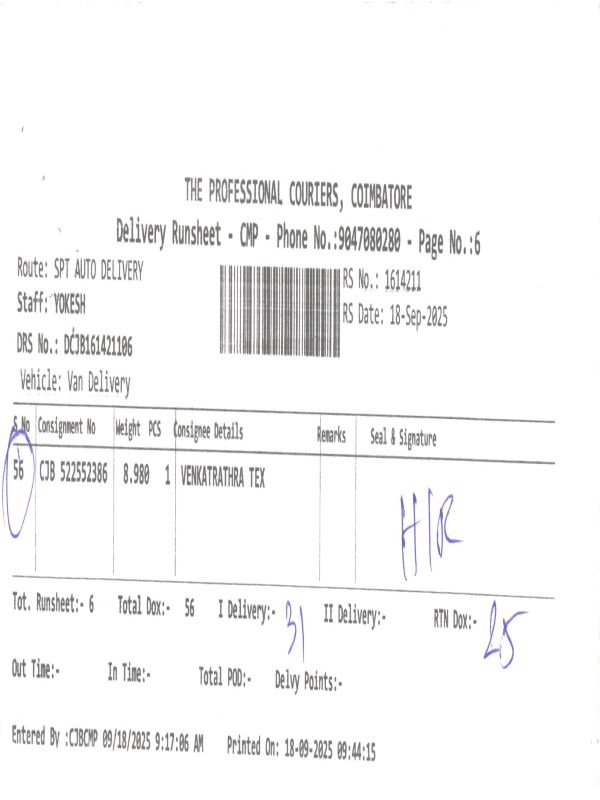 THE PROFESSIONAL COURIERS, COIMBATORE
Delivery Runsheet - CMP - Phone No.:9047080280 - Page No.:6
Route: SPT AUTO DELIVERY
RS No.: 1614211
Staff: YOKESH
RS Date: 18-Sep-2025
DRS No.: DCJB161421106
Vehicle: Van Delivery
S.No Consignment No Weight PCS Consignee Details Remarks Seal & Signature
56 CJB 522552386 8.980 1 VENKATRATHRA TEX
H/R
Tot. Runsheet:- 6 Total Dox:- 56 I Delivery:- 31 II Delivery:- RTN Dox:- 25
Out Time:- In Time:- Total POD:- Delvy Points:-
Entered By :CJBCMP 09/18/2025 9:17:06 AM Printed On: 18-09-2025 09:44:15